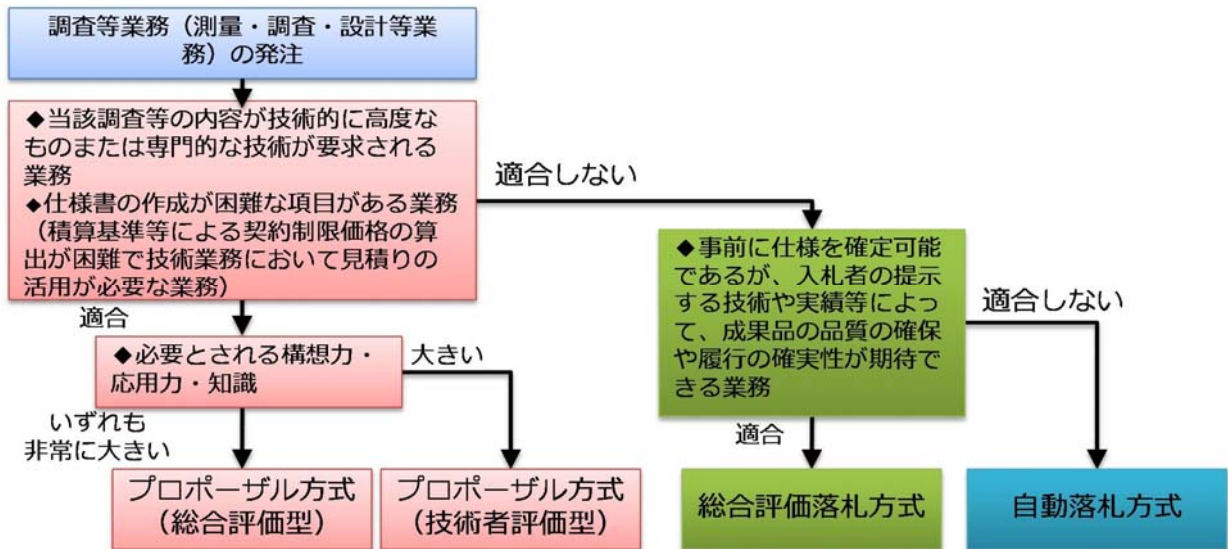 調査等業務（測量・調査・設計等業
務）の発注
◆当該調査等の内容が技術的に高度な
ものまたは専門的な技術が要求される
業務
◆仕様書の作成が困難な項目がある業務
（積算基準等による契約制限価格の算
出が困難で技術業務において見積りの
活用が必要な業務）
適合しない
◆事前に仕様を確定可能
であるが、入札者の提示
する技術や実績等によっ
て、成果品の品質の確保
や履行の確実性が期待で
きる業務
適合しない
適合
◆必要とされる構想力・
応用力・知識
大きい
いずれも
非常に大きい
適合
プロポーザル方式
（総合評価型）
プロポーザル方式
（技術者評価型）
総合評価落札方式
自動落札方式